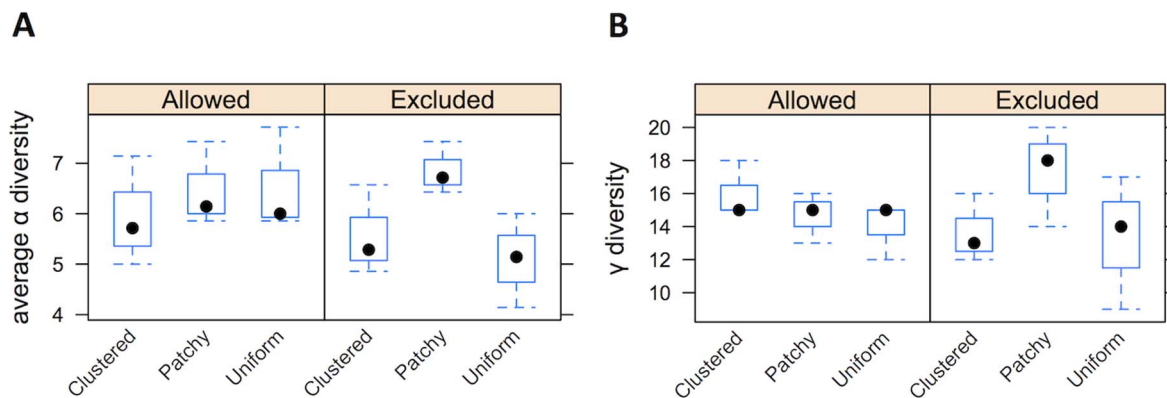 A
B
Allowed Excluded
average α diversity
7
6
5
4
Clustered Patchy Uniform Clustered Patchy Uniform
Allowed Excluded
γ diversity
20
18
16
14
12
10
Clustered Patchy Uniform Clustered Patchy Uniform